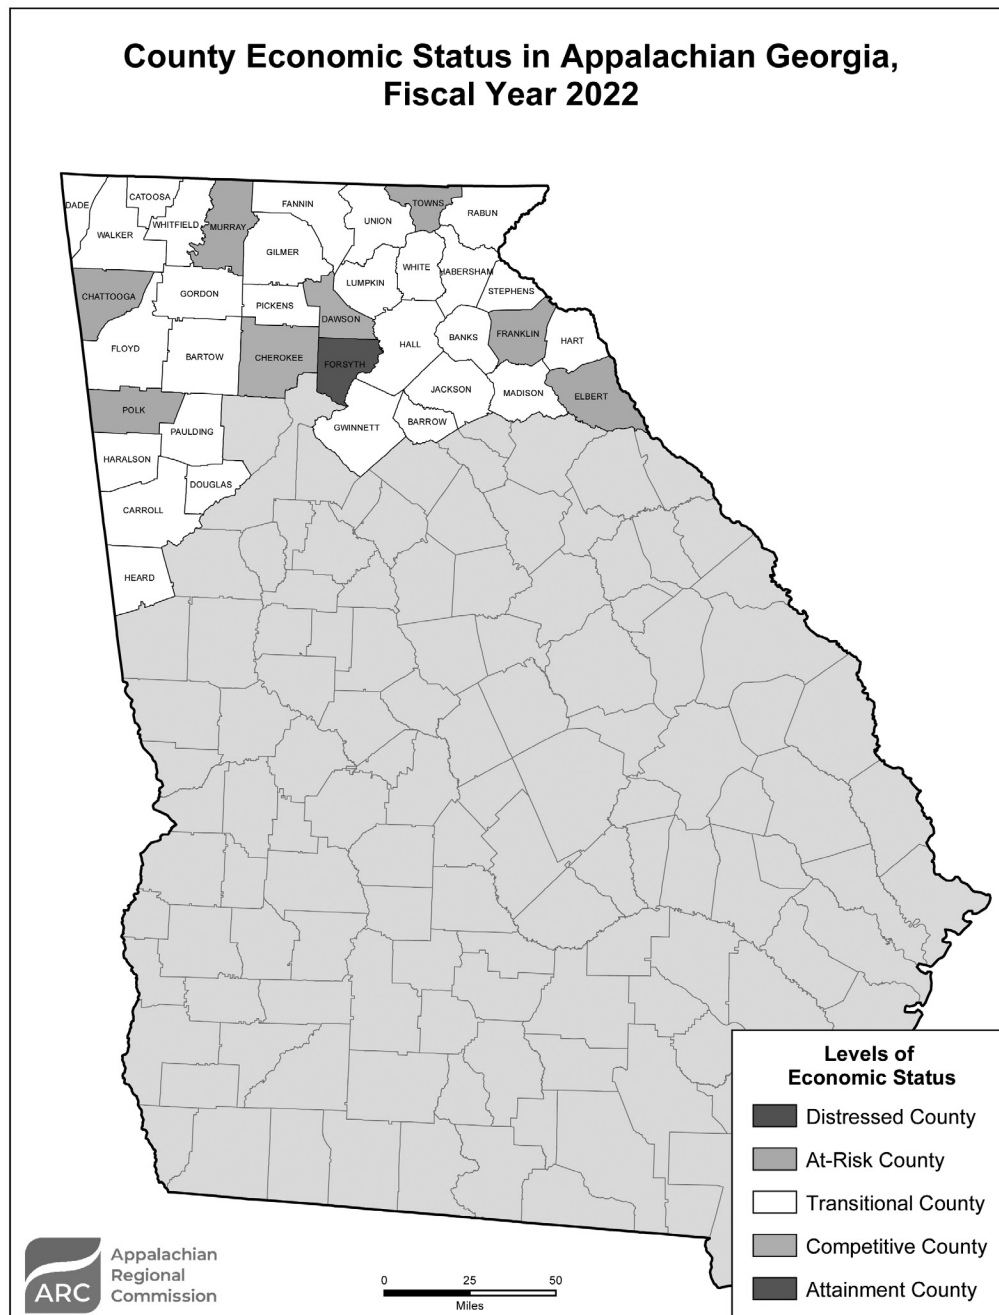 County Economic Status in Appalachian Georgia,
Fiscal Year 2022
DADE
CATOOSA
WALKER
WHITFIELD
MURRAY
FANNIN
GILMER
UNION
TOWNS
RABUN
CHATTOOGA
GORDON
PICKENS
DAWSON
LUMPKIN
WHITE
HABERSHAM
STEPHENS
FLOYD
BARTOW
CHEROKEE
FORSYTH
HALL
BANKS
FRANKLIN
HART
POLK
PAULDING
GWINNETT
BARROW
JACKSON
MADISON
ELBERT
HARALSON
DOUGLAS
CARROLL
HEARD
Levels of
Economic Status
Distressed County
At-Risk County
Transitional County
Competitive County
Attainment County
ARC
Appalachian
Regional
Commission
0 25 50
Miles